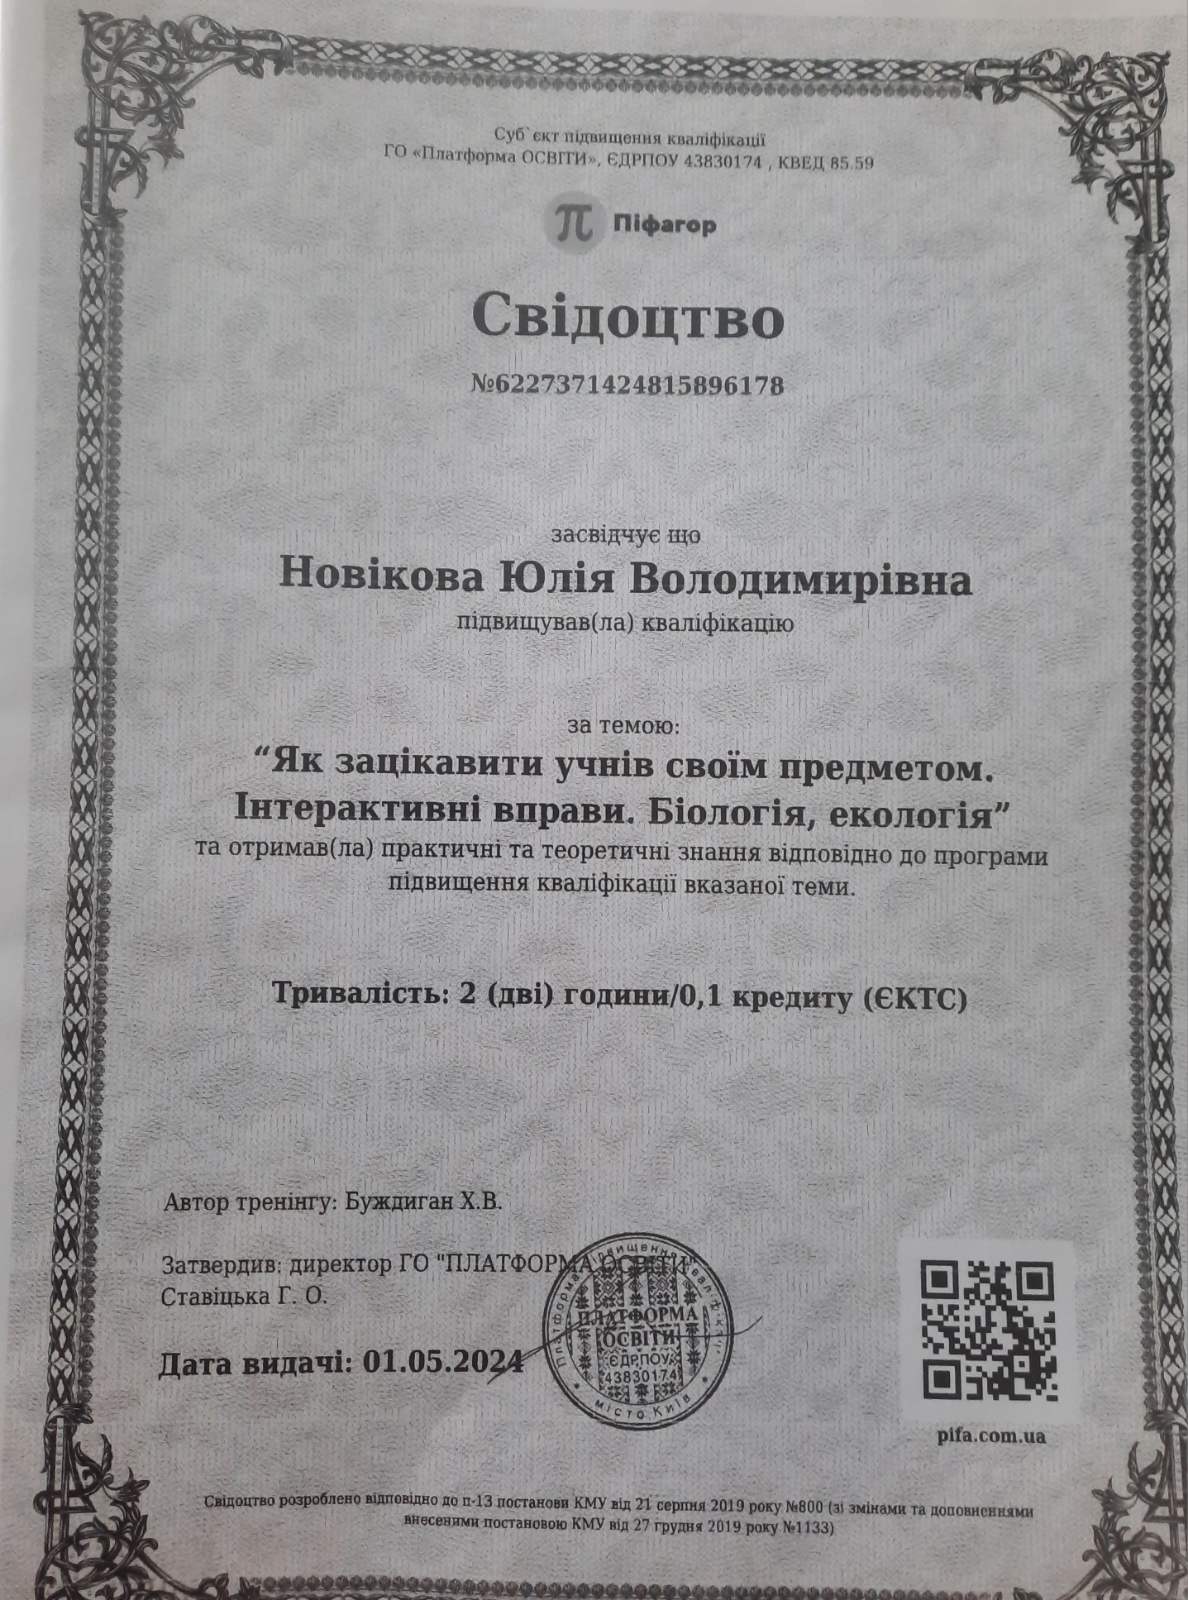 Суб`єкт підвищення кваліфікації
ГО «Платформа ОСВІТИ», ЄДРПОУ 43830174 , КВЕД 85.59
π Піфагор
Свідоцтво
№6227371424815896178
засвідчує що
Новікова Юлія Володимирівна
підвищував(ла) кваліфікацію
за темою:
“Як зацікавити учнів своїм предметом.
Інтерактивні вправи. Біологія, екологія”
та отримав(ла) практичні та теоретичні знання відповідно до програми
підвищення кваліфікації вказаної теми.
Тривалість: 2 (дві) години/0,1 кредиту (ЄКТС)
Автор тренінгу: Буждиган Х.В.
Затвердив: директор ГО "ПЛАТФОРМА ОСВІТИ"
Ставіцька Г. О.
Дата видачі: 01.05.2024
Платформа підвищення кваліфікації
ПЛАТФОРМА
ОСВІТИ
ЄДРПОУ
43830174
місто Київ
pifa.com.ua
Свідоцтво розроблено відповідно до п-13 постанови КМУ від 21 серпня 2019 року №800 (зі змінами та доповненнями
внесеними постановою КМУ від 27 грудня 2019 року №1133)